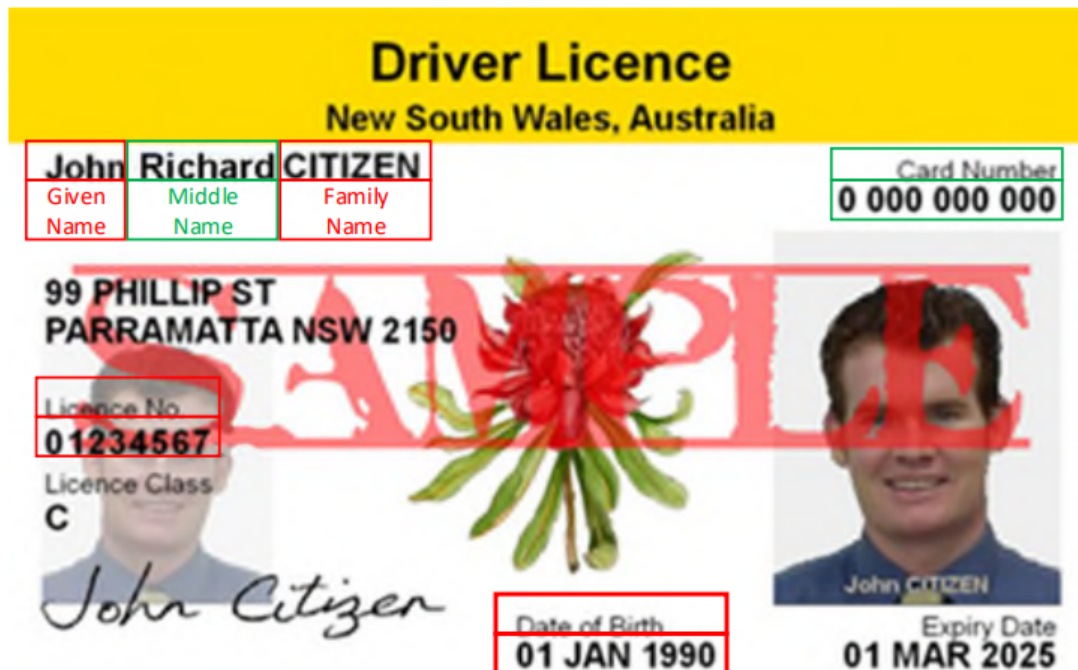 Driver Licence
New South Wales, Australia
John Richard CITIZEN
Given Name
Middle Name
Family Name
Card Number
0 000 000 000
99 PHILLIP ST
PARRAMATTA NSW 2150
SAMPLE
Licence No.
01234567
Licence Class
C
John Citizen
John CITIZEN
Date of Birth
01 JAN 1990
Expiry Date
01 MAR 2025